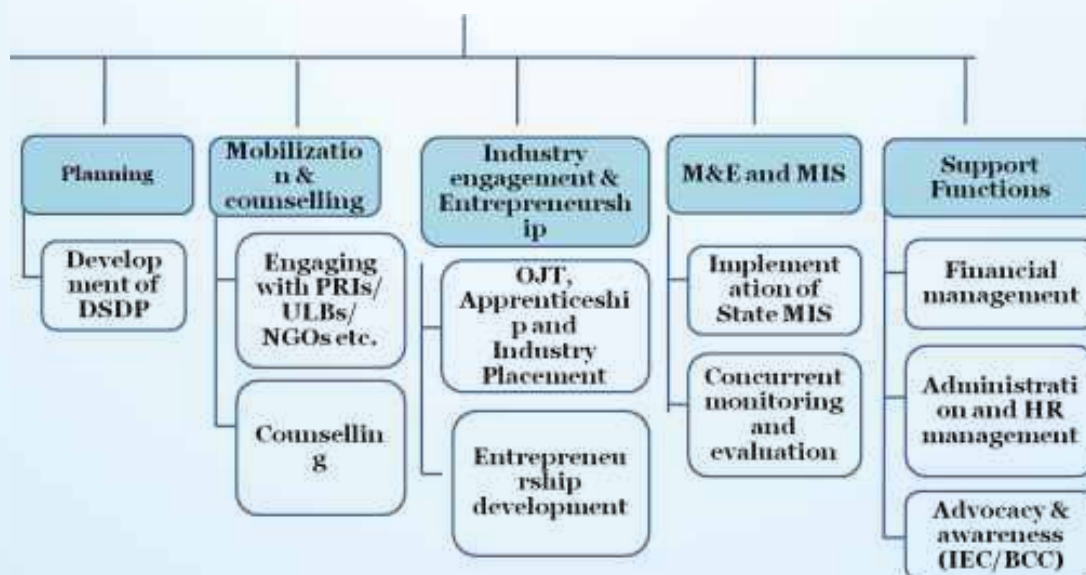 Planning
Develop
ment of
DSDP
Mobilizatio
n &
counselling
Engaging
with PRIs/
ULBs/
NGOs etc.
Counsellin
g
Industry
engagement &
Entrepreneursh
ip
OJT,
Apprenticeshi
p and
Industry
Placement
Entrepreneu
rship
development
M&E and MIS
Implement
ation of
State MIS
Concurrent
monitoring
and
evaluation
Support
Functions
Financial
management
Administrati
on and HR
management
Advocacy &
awareness
(IEC/BCC)